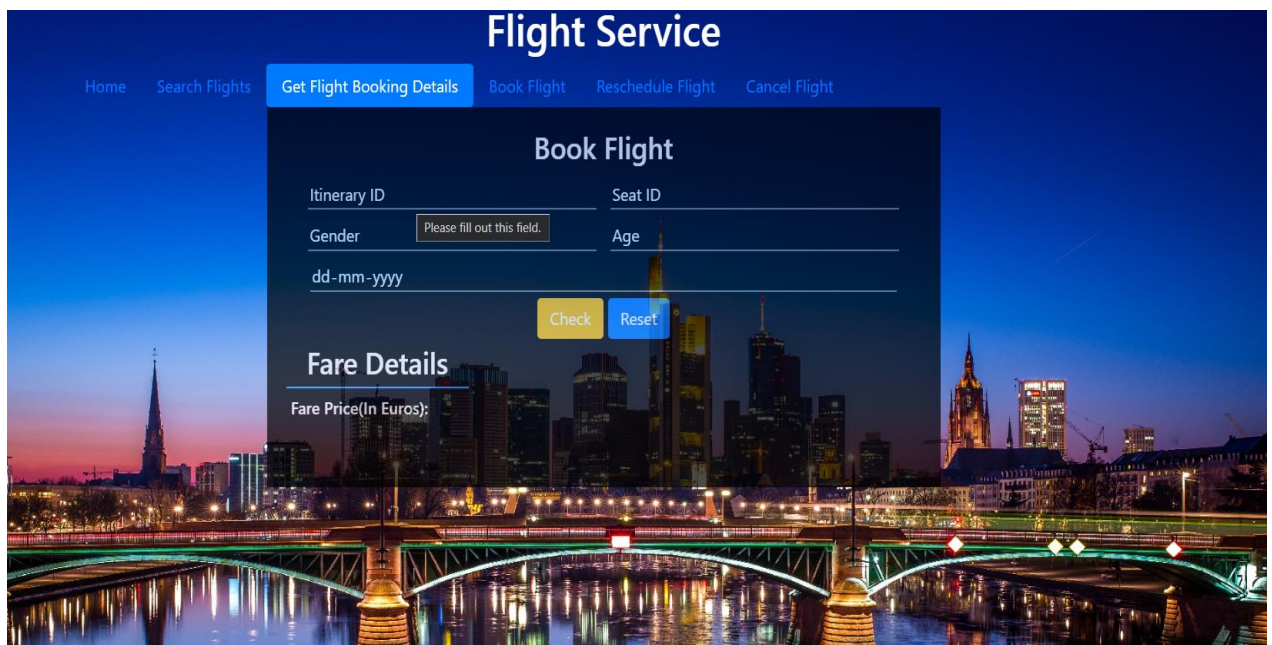 Flight Service
Home Search Flights Get Flight Booking Details Book Flight Reschedule Flight Cancel Flight
Book Flight
Itinerary ID Seat ID
Please fill out this field.
Gender Age
dd-mm-yyyy
Check Reset
Fare Details
Fare Price(In Euros):